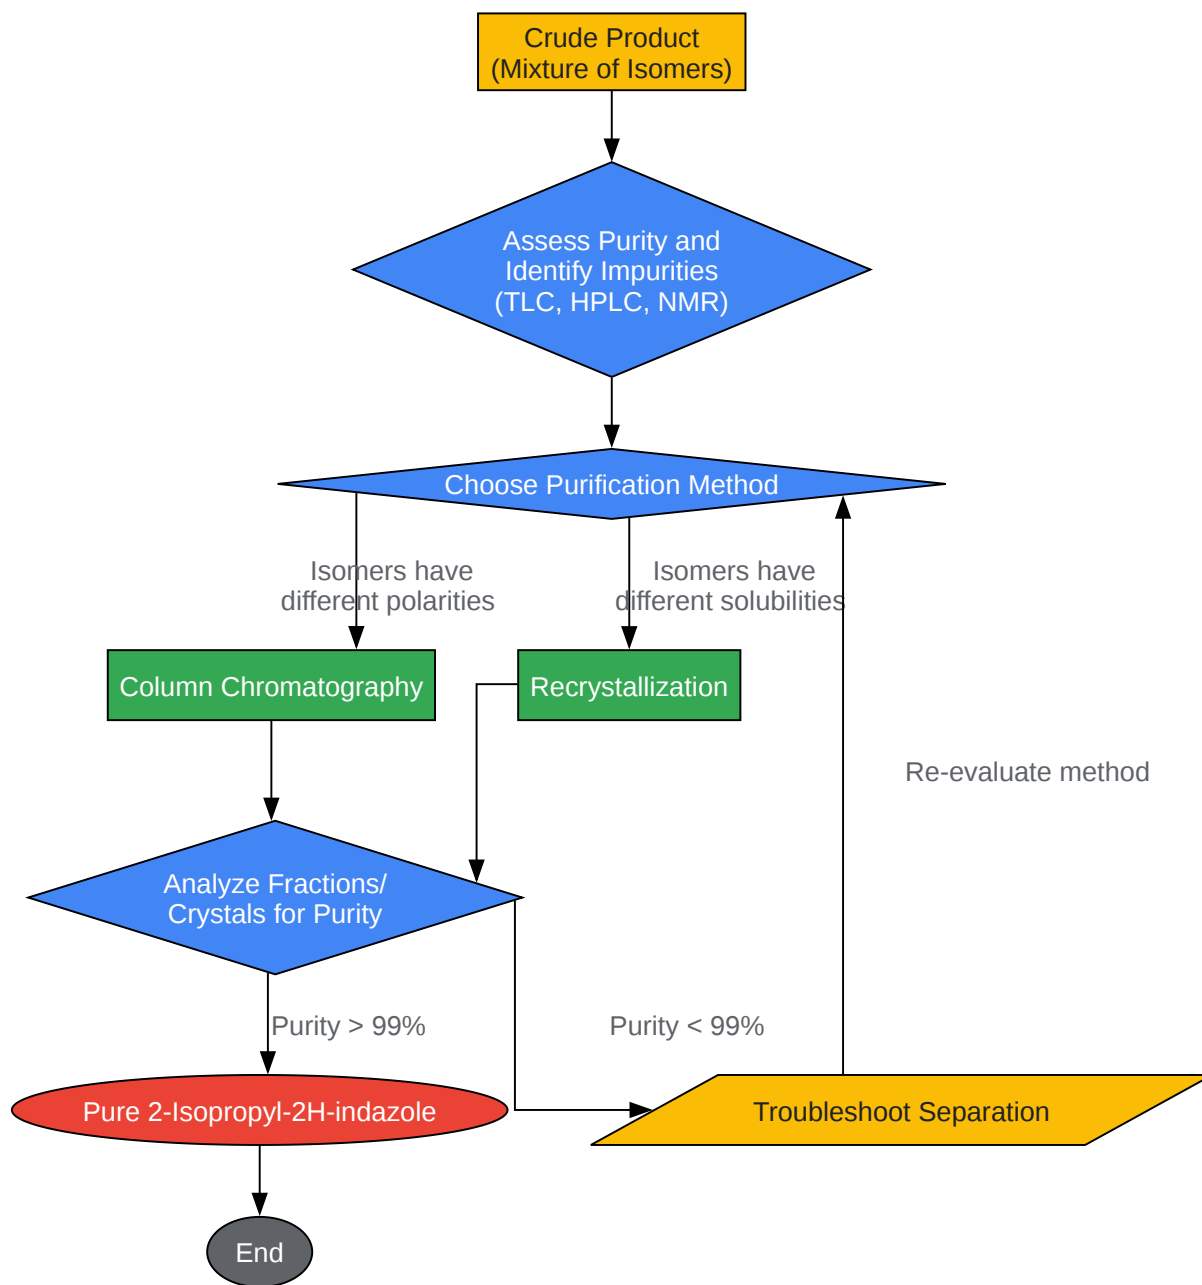 Crude Product
(Mixture of Isomers)
Assess Purity and
Identify Impurities
(TLC, HPLC, NMR)
Choose Purification Method
Isomers have
different polarities
Isomers have
different solubilities
Column Chromatography
Recrystallization
Re-evaluate method
Analyze Fractions/
Crystals for Purity
Purity > 99%
Purity < 99%
Pure 2-Isopropyl-2H-indazole
Troubleshoot Separation
End